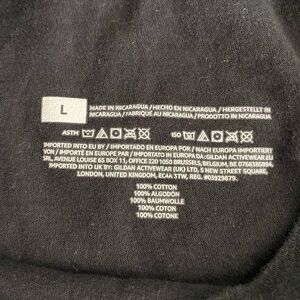 L
MADE IN NICARAGUA / HECHO EN NICARAGUA / HERGESTELLT IN
NICARAGUA / FABRIQUÉ AU NICARAGUA / PRODOTTO IN NICARAGUA
ASTM ISO
IMPORTED INTO EU BY / IMPORTADO EN EUROPA POR / NACH EUROPA IMPORTIERT
VON / IMPORTÉ EN EUROPE PAR / IMPORTATO IN EUROPA DA: GILDAN ACTIVEWEAR EU
SRL, AVENUE LOUISE 65 BOX 11, OFFICE 220 1050 BRUSSELS, BELGIUM, BE
IMPORTED INTO UK BY: GILDAN ACTIVEWEAR (UK) LTD, 5 NEW STREET SQUARE,
LONDON, UNITED KINGDOM, EC4A 3TW, REG. #03929879.
100% COTTON
100% ALGODÓN
100% BAUMWOLLE
100% COTON
100% COTONE